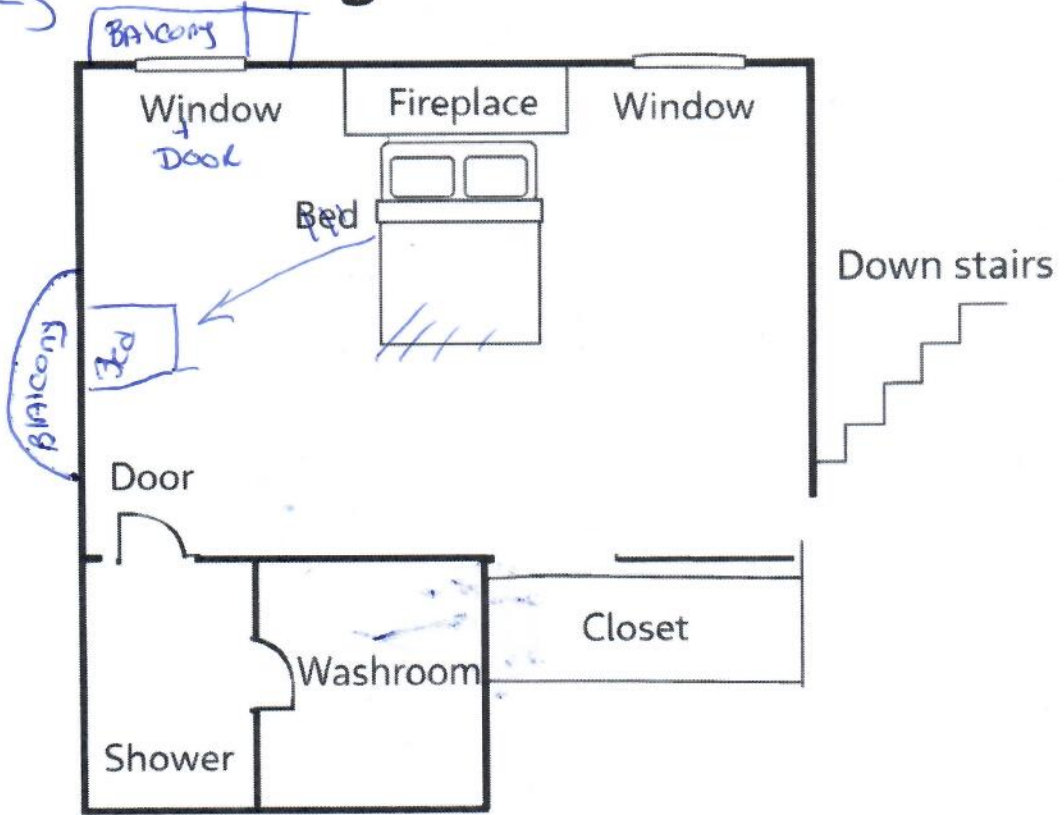 BAlcony
Window
Fireplace
Window
+
DOOR
Bed
Down stairs
BAlcony
Bed
Door
Closet
Washroom
Shower